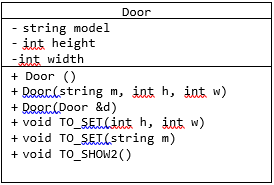 Door
- string model
- int height
-int width
+ Door ()
+ Door(string m, int h, int w)
+ Door(Door &d)
+ void TO_SET(int h, int w)
+ void TO_SET(string m)
+ void TO_SHOW2()